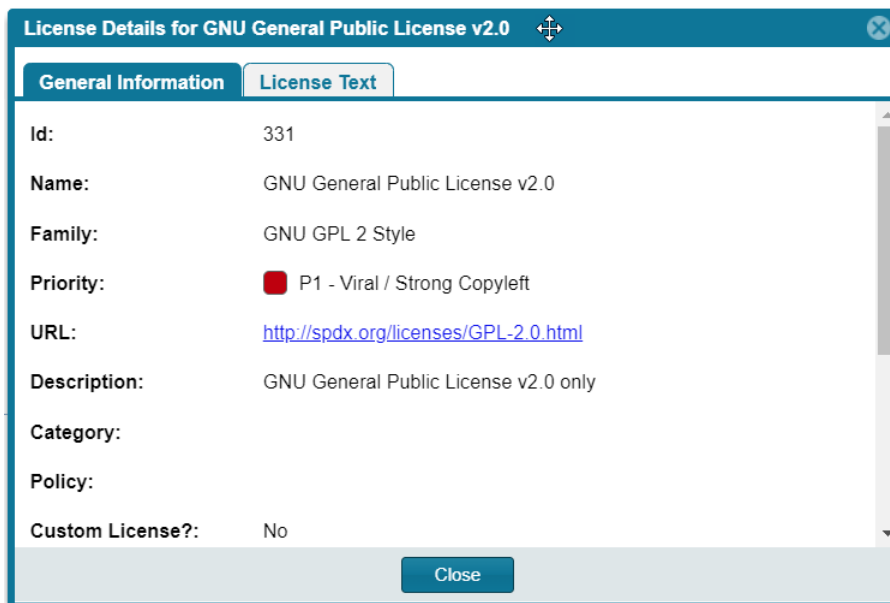 License Details for GNU General Public License v2.0
General Information License Text
Id: 331
Name: GNU General Public License v2.0
Family: GNU GPL 2 Style
Priority: P1 - Viral / Strong Copyleft
URL: http://spdx.org/licenses/GPL-2.0.html
Description: GNU General Public License v2.0 only
Category:
Policy:
Custom License?: No
Close